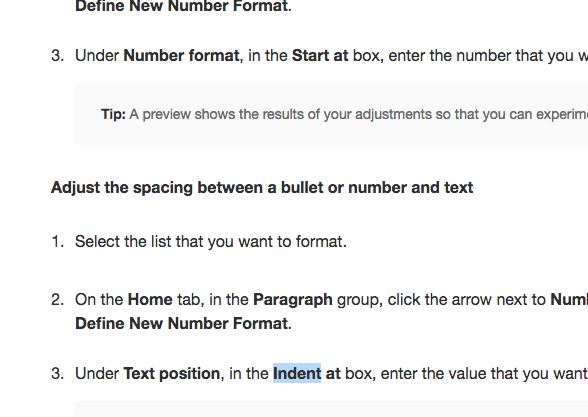 Define New Number Format.
3. Under Number format, in the Start at box, enter the number that you
Tip: A preview shows the results of your adjustments so that you can
Adjust the spacing between a bullet or number and text
1. Select the list that you want to format.
2. On the Home tab, in the Paragraph group, click the arrow next to
Define New Number Format.
3. Under Text position, in the Indent at box, enter the value that you want